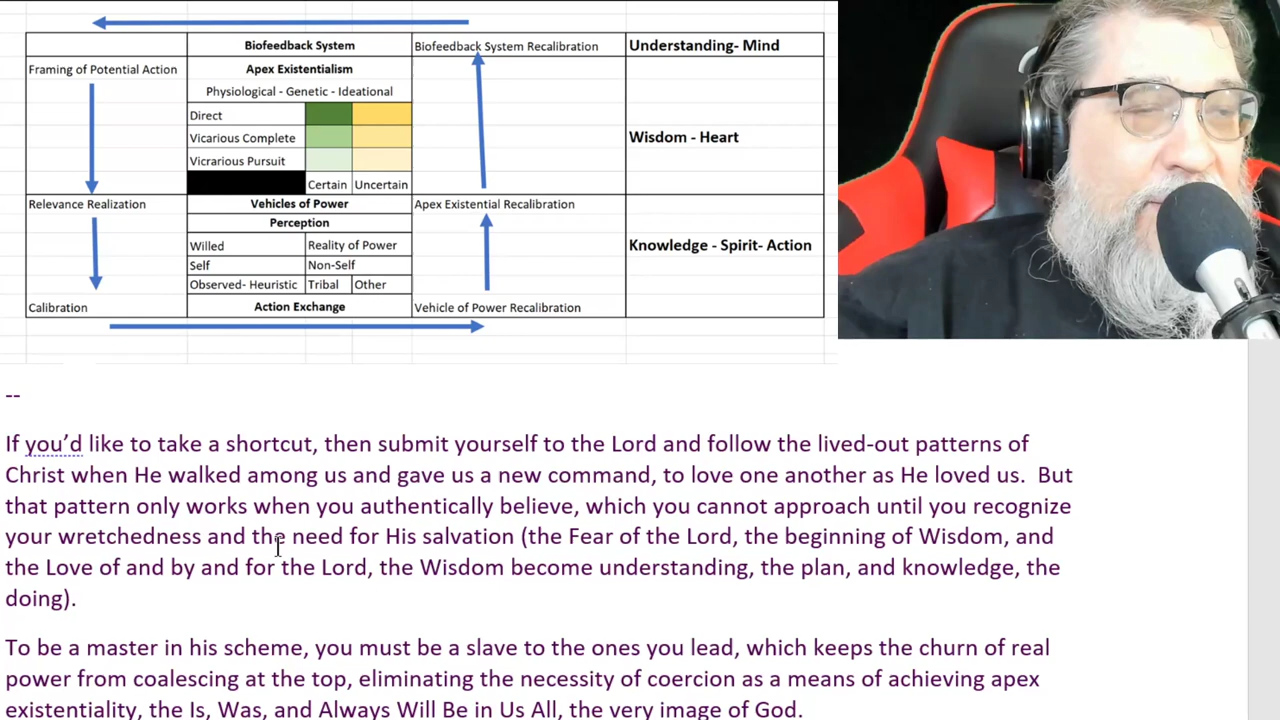 Biofeedback System Biofeedback System Recalibration Understanding- Mind
Framing of Potential Action Apex Existentialism
Physiological - Genetic - Ideational
Direct
Vicarious Complete Wisdom - Heart
Vicrarious Pursuit
Certain Uncertain
Relevance Realization Vehicles of Power Apex Existential Recalibration
Perception
Willed Reality of Power Knowledge - Spirit- Action
Self Non-Self
Observed- Heuristic Tribal Other
Calibration Action Exchange Vehicle of Power Recalibration
--
If you’d like to take a shortcut, then submit yourself to the Lord and follow the lived-out patterns of
Christ when He walked among us and gave us a new command, to love one another as He loved us.  But
that pattern only works when you authentically believe, which you cannot approach until you recognize
your wretchedness and the need for His salvation (the Fear of the Lord, the beginning of Wisdom, and
the Love of and by and for the Lord, the Wisdom become understanding, the plan, and knowledge, the
doing).
To be a master in his scheme, you must be a slave to the ones you lead, which keeps the churn of real
power from coalescing at the top, eliminating the necessity of coercion as a means of achieving apex
existentiality, the Is, Was, and Always Will Be in Us All, the very image of God.